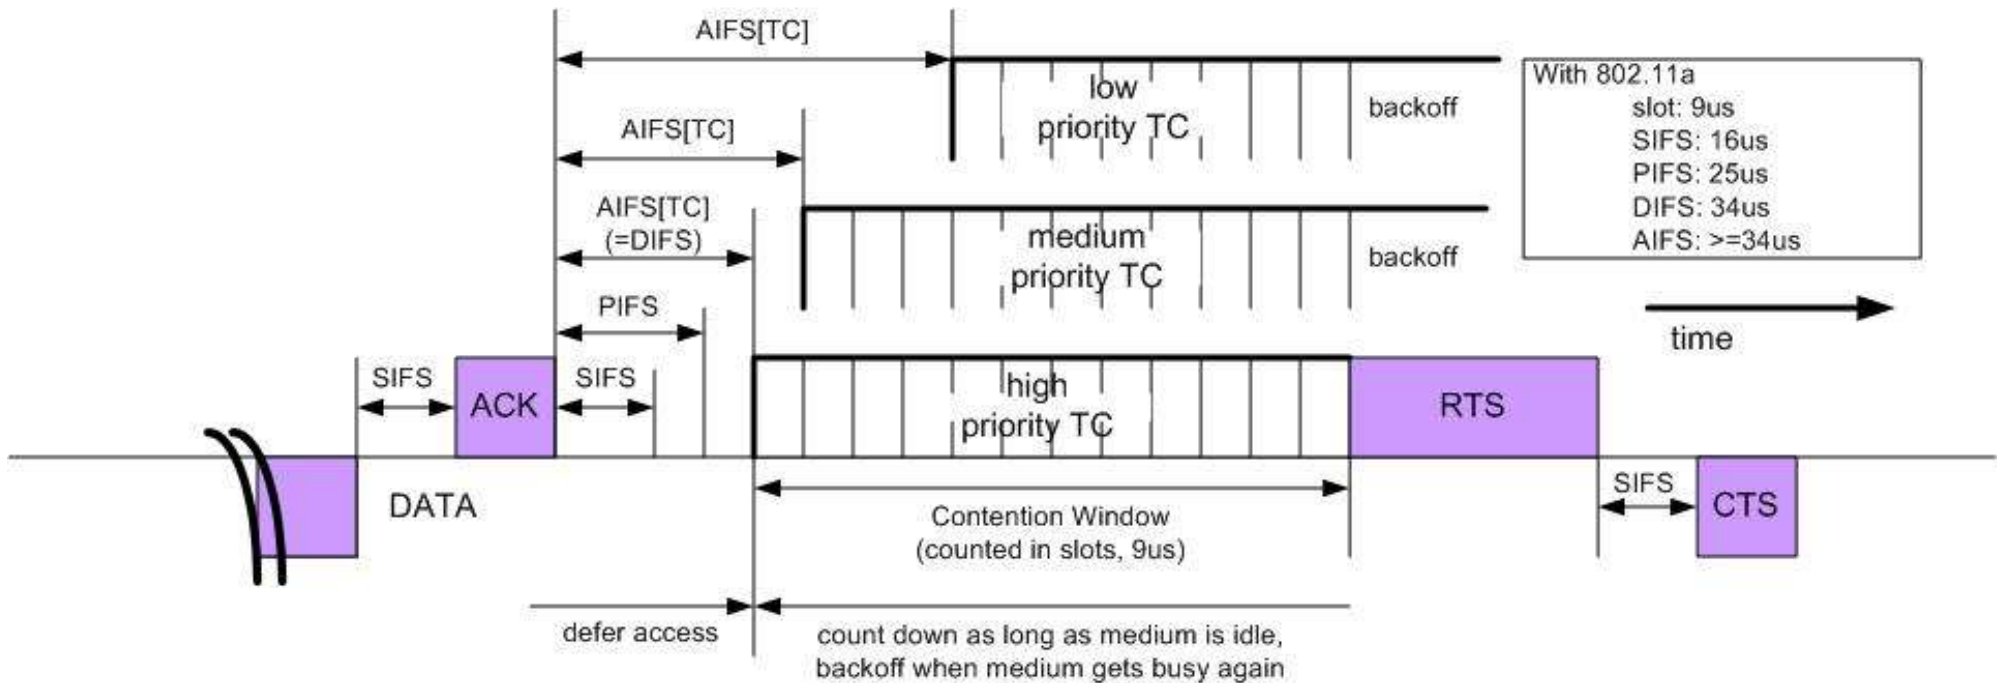 AIFS[TC]
low
priority TC
backoff
With 802.11a
slot: 9us
SIFS: 16us
PIFS: 25us
DIFS: 34us
AIFS: >=34us
AIFS[TC]
AIFS[TC]
(=DIFS)
medium
priority TC
backoff
PIFS
time
SIFS
ACK
SIFS
high
priority TC
RTS
DATA
SIFS
CTS
Contention Window
(counted in slots, 9us)
defer access
count down as long as medium is idle,
backoff when medium gets busy again